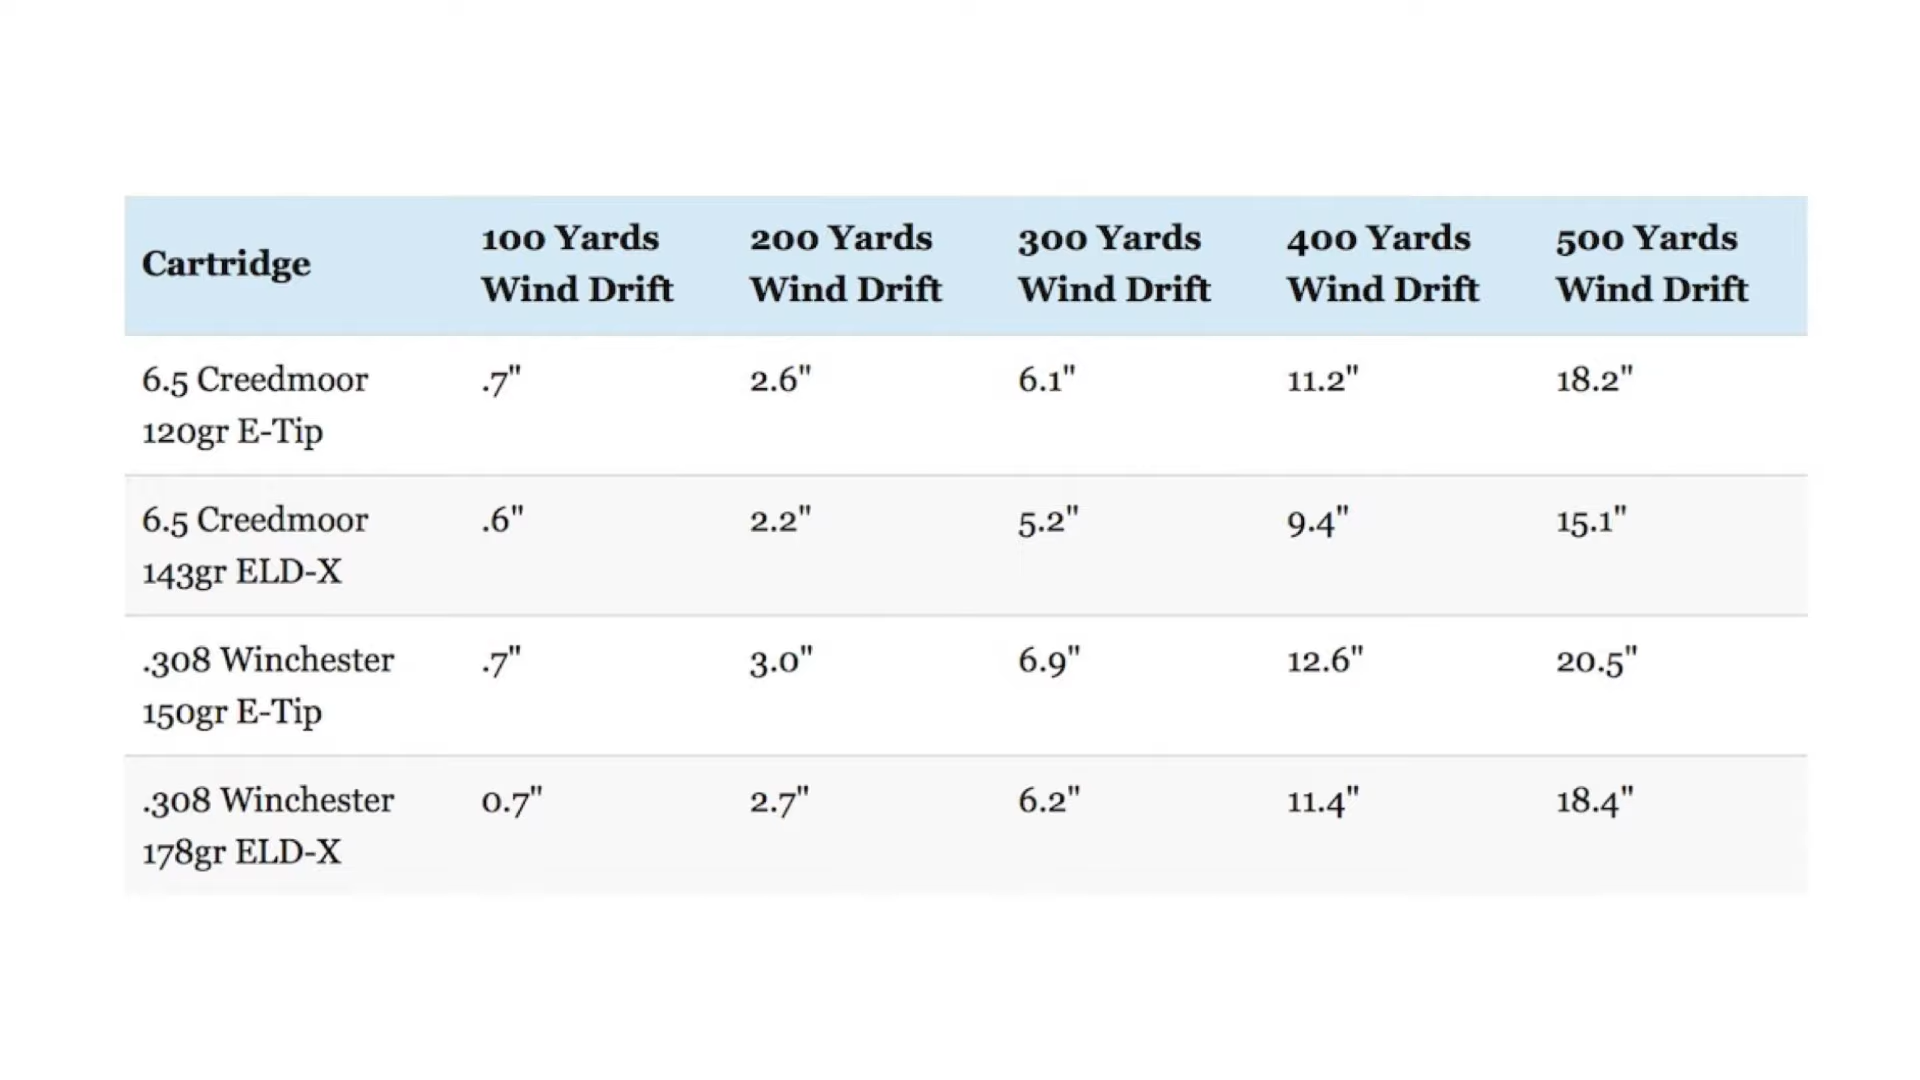 Cartridge
100 Yards
Wind Drift
200 Yards
Wind Drift
300 Yards
Wind Drift
400 Yards
Wind Drift
500 Yards
Wind Drift
6.5 Creedmoor
120gr E-Tip
.7"
2.6"
6.1"
11.2"
18.2"
6.5 Creedmoor
143gr ELD-X
.6"
2.2"
5.2"
9.4"
15.1"
.308 Winchester
150gr E-Tip
.7"
3.0"
6.9"
12.6"
20.5"
.308 Winchester
178gr ELD-X
0.7"
2.7"
6.2"
11.4"
18.4"